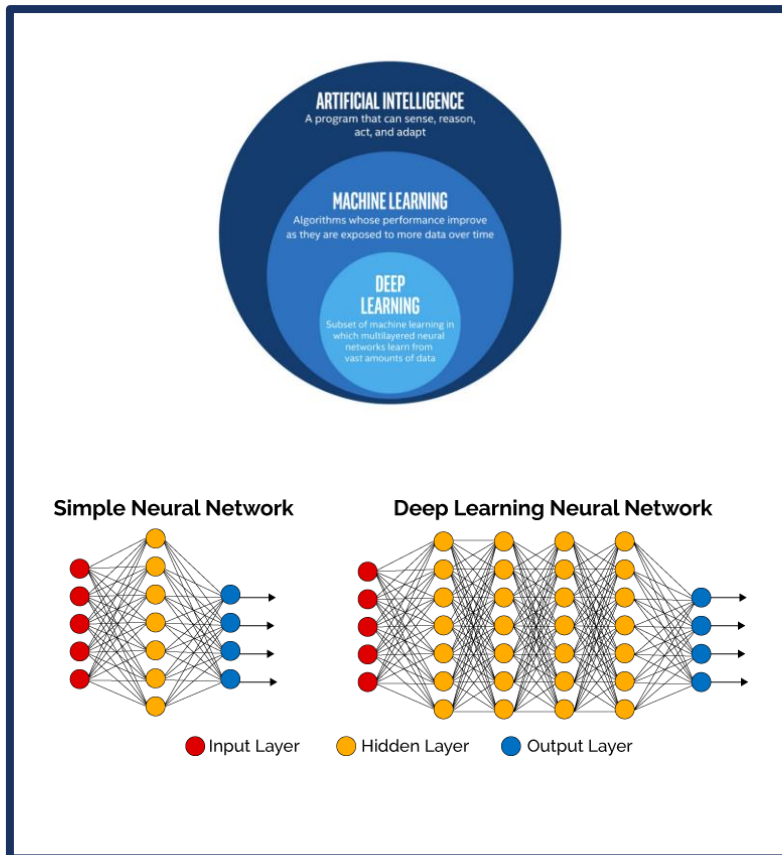 ARTIFICIAL INTELLIGENCE
A program that can sense, reason,
act, and adapt
MACHINE LEARNING
Algorithms whose performance improve
as they are exposed to more data over time
DEEP
LEARNING
Subset of machine learning in
which multilayered neural
networks learn from
vast amounts of data
Simple Neural Network
Deep Learning Neural Network
Input Layer
Hidden Layer
Output Layer